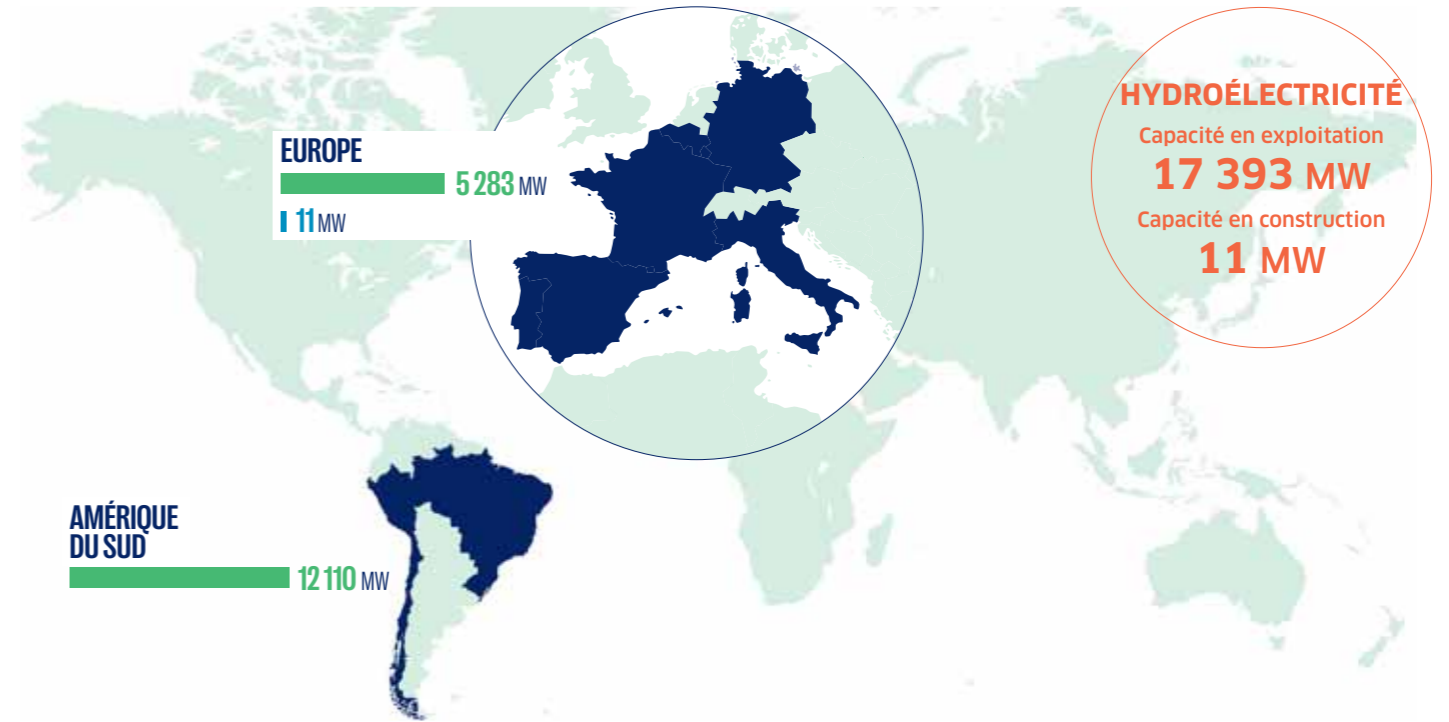 EUROPE
5 283 MW
11 MW
AMÉRIQUE
DU SUD
12 110 MW
HYDROÉLECTRICITÉ
Capacité en exploitation
17 393 MW
Capacité en construction
11 MW